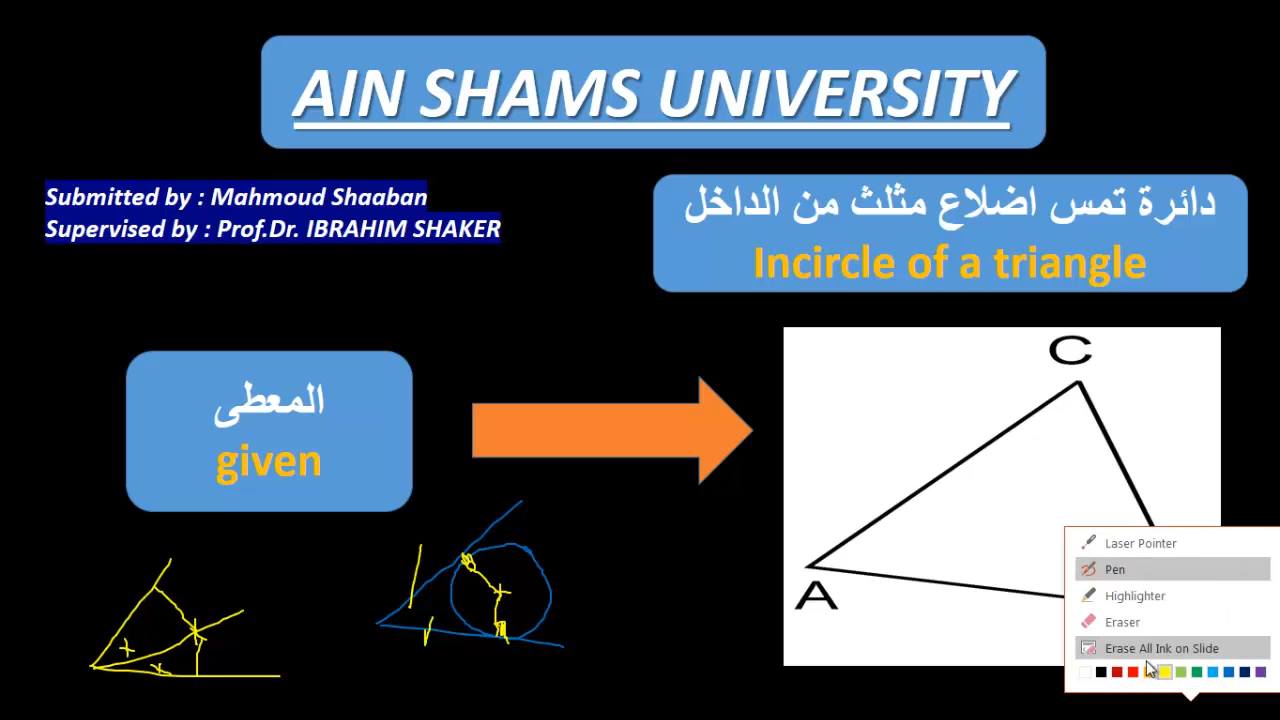 AIN SHAMS UNIVERSITY
Submitted by : Mahmoud Shaaban
Supervised by : Prof.Dr. IBRAHIM SHAKER
دائرة تمس اضلاع مثلث من الداخل
Incircle of a triangle
المعطى
given
C
A
Laser Pointer
Pen
Highlighter
Eraser
Erase All Ink on Slide